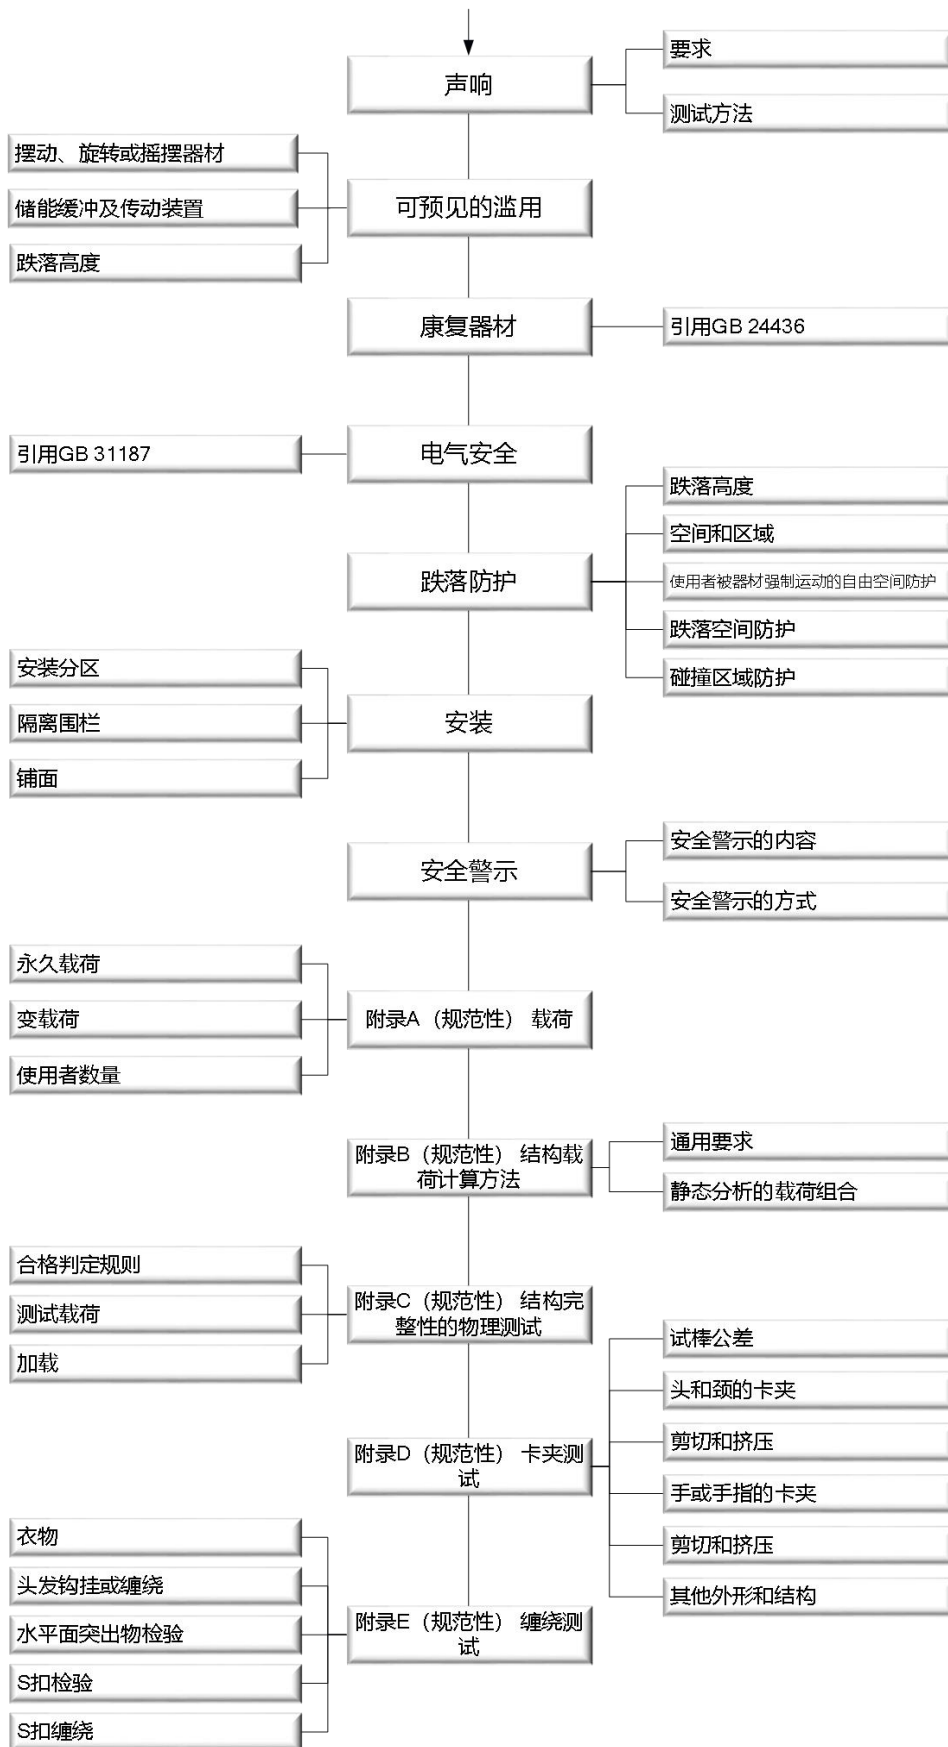 声响
要求
测试方法
摆动、旋转或摇摆器材
储能缓冲及传动装置
跌落高度
可预见的滥用
康复器材
引用GB 24436
引用GB 31187
电气安全
跌落防护
跌落高度
空间和区域
使用者被器材强制运动的自由空间防护
跌落空间防护
碰撞区域防护
安装分区
隔离围栏
铺面
安装
安全警示
安全警示的内容
安全警示的方式
永久载荷
变载荷
使用者数量
附录A（规范性） 载荷
附录B（规范性） 结构载
荷计算方法
通用要求
静态分析的载荷组合
合格判定规则
测试载荷
加载
附录C（规范性） 结构完
整性的物理测试
附录D（规范性） 卡夹测
试
试棒公差
头和颈的卡夹
剪切和挤压
手或手指的卡夹
剪切和挤压
其他外形和结构
衣物
头发钩挂或缠绕
水平面突出物检验
S扣检验
S扣缠绕
附录E（规范性） 缠绕测
试